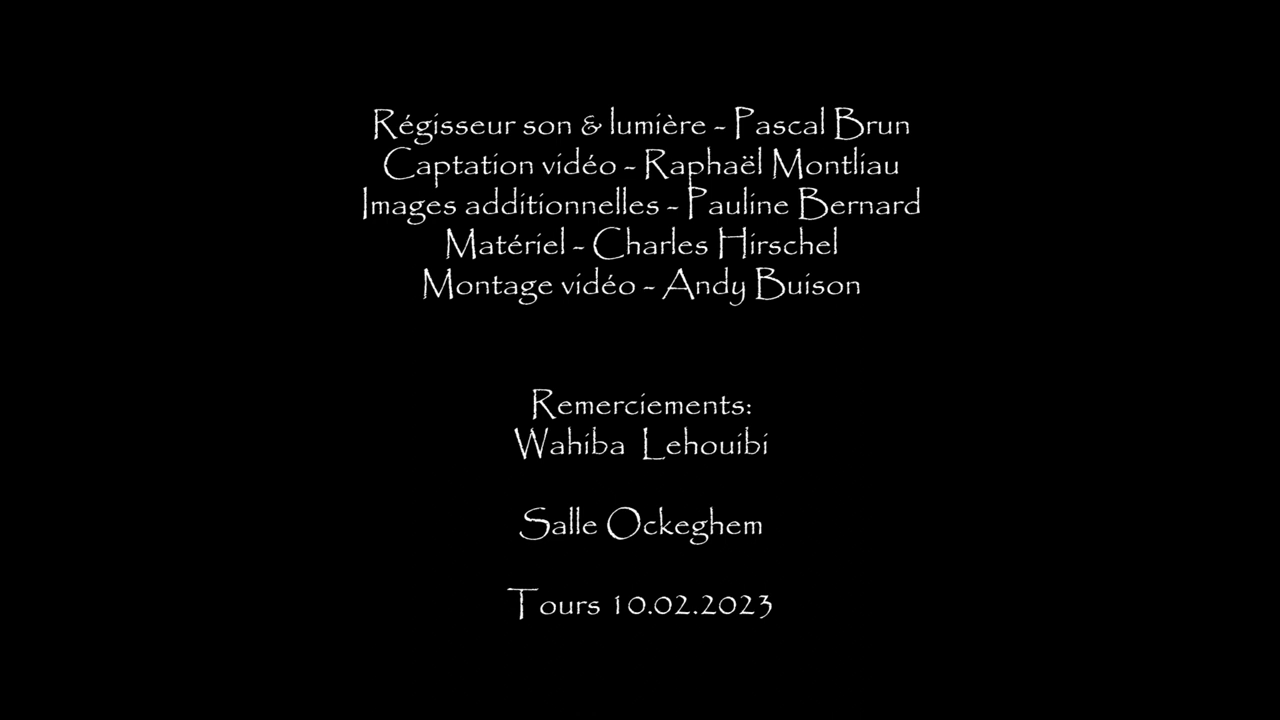 Régisseur son & lumière - Pascal Brun
Captation vidéo - Raphaël Montliau
Images additionnelles - Pauline Bernard
Matériel - Charles Hirschel
Montage vidéo - Andy Buison
Remerciements:
Wahiba Lehouibi
Salle Ockeghem
Tours 10.02.2023